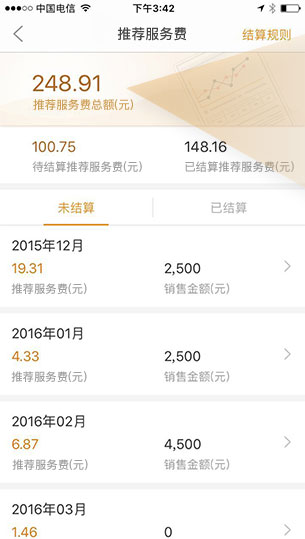 中国电信 下午3:42
推荐服务费 结算规则
248.91
推荐服务费总额(元)
100.75 148.16
待结算推荐服务费(元) 已结算推荐服务费(元)
未结算 已结算
2015年12月
19.31 2,500
推荐服务费(元) 销售金额(元)
2016年01月
4.33 2,500
推荐服务费(元) 销售金额(元)
2016年02月
6.87 4,500
推荐服务费(元) 销售金额(元)
2016年03月
1.46 0